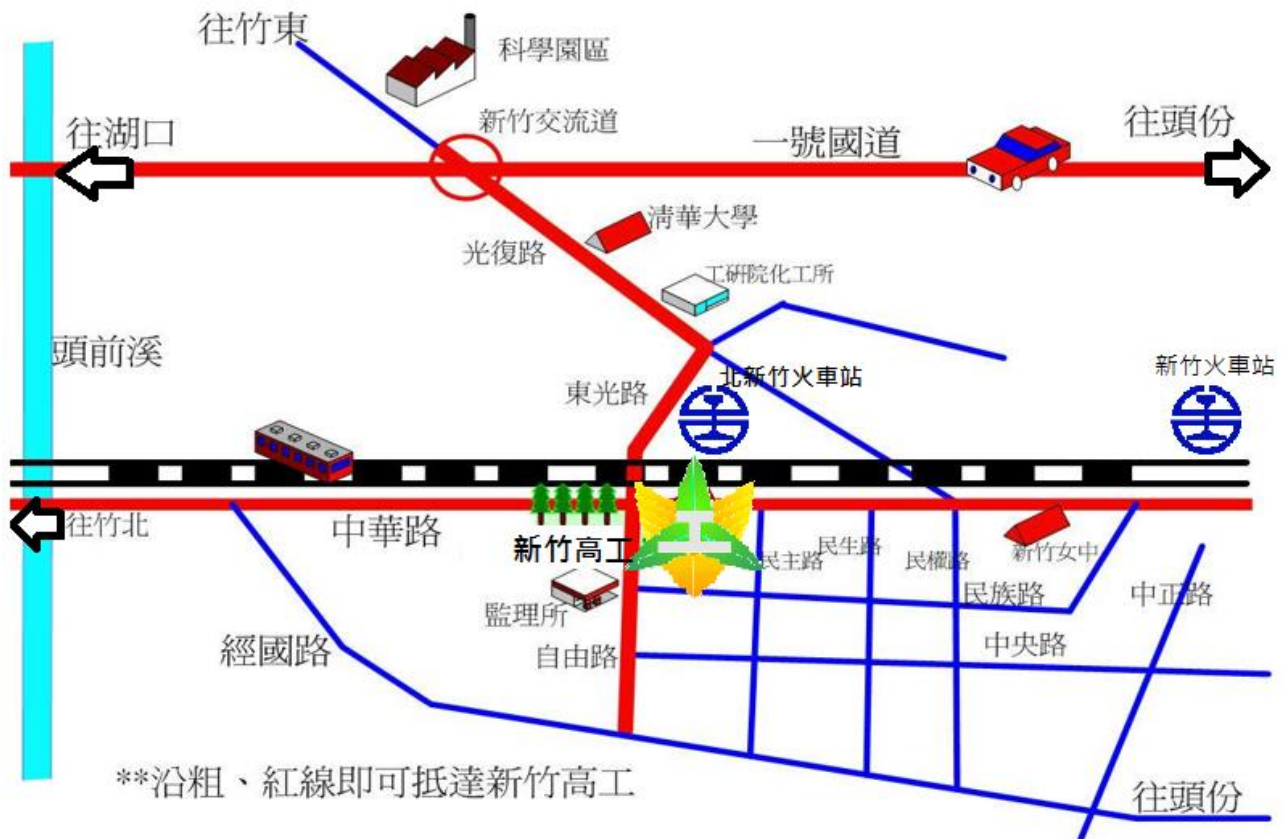 往竹東
科學園區
新竹交流道
往湖口
一號國道
往頭份
清華大學
光復路
工研院化工所
頭前溪
北新竹火車站
新竹火車站
東光路
往竹北
中華路
新竹高工
民主路
民生路
民權路
新竹女中
民族路
中正路
監理所
自由路
中央路
經國路
**沿粗、紅線即可抵達新竹高工
往頭份